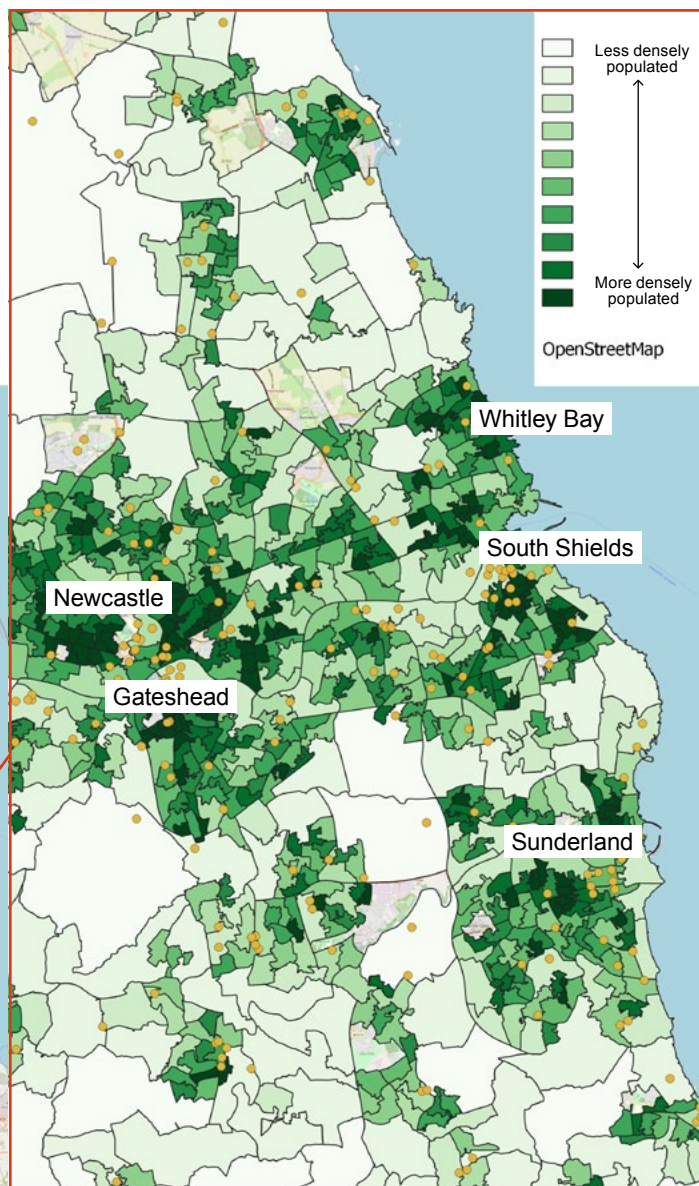 Less densely
populated
More densely
populated
OpenStreetMap
Whitley Bay
South Shields
Newcastle
Gateshead
Sunderland